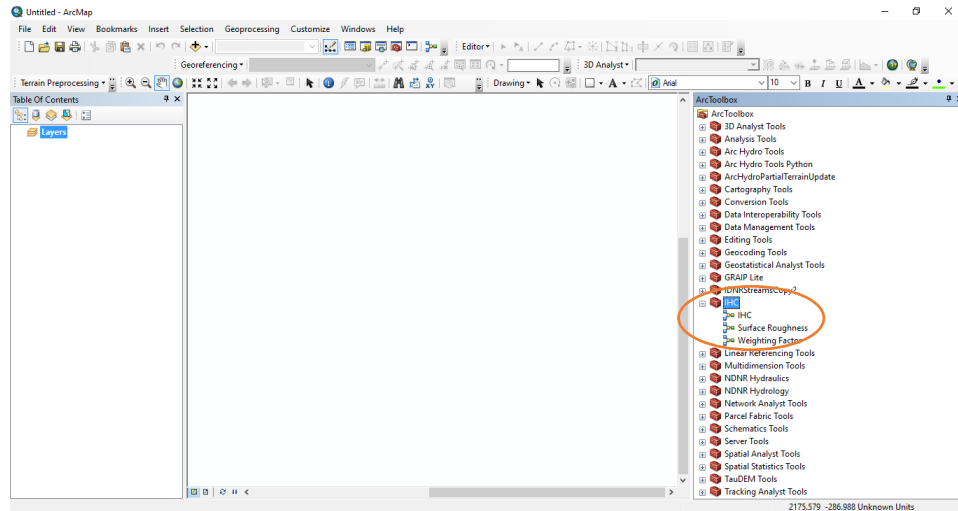 Untitled - ArcMap
File Edit View Bookmarks Insert Selection Geoprocessing Customize Windows Help
Editor
Georeferencing
3D Analyst
Terrain Preprocessing
Drawing
Arial
10
B I U A
Table Of Contents
Layers
ArcToolbox
ArcToolbox
3D Analyst Tools
Analysis Tools
Arc Hydro Tools
Arc Hydro Tools Python
ArcHydroPartialTerrainUpdate
Cartography Tools
Conversion Tools
Data Interoperability Tools
Data Management Tools
Editing Tools
Geocoding Tools
Geostatistical Analyst Tools
GRAIP Lite
IDNRStreamsCopy2
IHC
IHC
Surface Roughness
Weighting Factor
Linear Referencing Tools
Multidimension Tools
NDNR Hydraulics
NDNR Hydrology
Network Analyst Tools
Parcel Fabric Tools
Schematics Tools
Server Tools
Spatial Analyst Tools
Spatial Statistics Tools
TauDEM Tools
Tracking Analyst Tools
2175.579 -286.988 Unknown Units